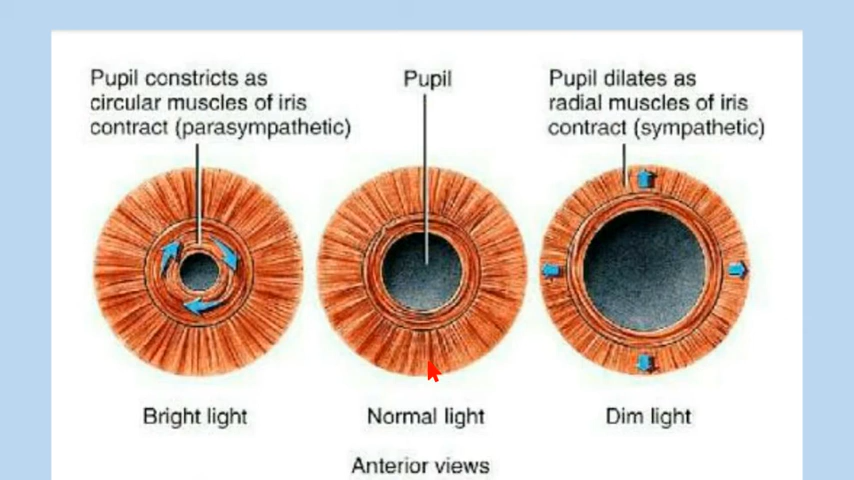 Pupil constricts as
circular muscles of iris
contract (parasympathetic)
Pupil
Pupil dilates as
radial muscles of iris
contract (sympathetic)
Bright light
Normal light
Dim light
Anterior views